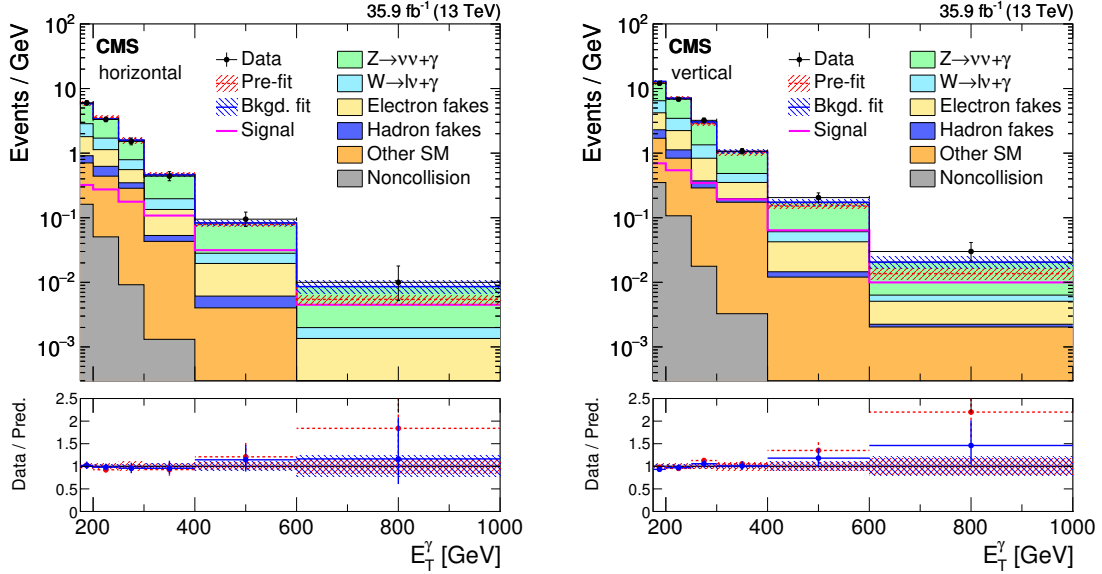 35.9 fb⁻¹ (13 TeV)
CMS
horizontal
Data
Pre-fit
Bkgd. fit
Signal
Z→νν+γ
W→lν+γ
Electron fakes
Hadron fakes
Other SM
Noncollision
Events / GeV
10³
10²
10
1
10⁻¹
10⁻²
10⁻³
Data / Pred.
2.5
2
1.5
1
0.5
0
200 400 600 800 1000
E_T^γ [GeV]
35.9 fb⁻¹ (13 TeV)
CMS
vertical
Data
Pre-fit
Bkgd. fit
Signal
Z→νν+γ
W→lν+γ
Electron fakes
Hadron fakes
Other SM
Noncollision
Events / GeV
10³
10²
10
1
10⁻¹
10⁻²
10⁻³
Data / Pred.
2.5
2
1.5
1
0.5
0
200 400 600 800 1000
E_T^γ [GeV]